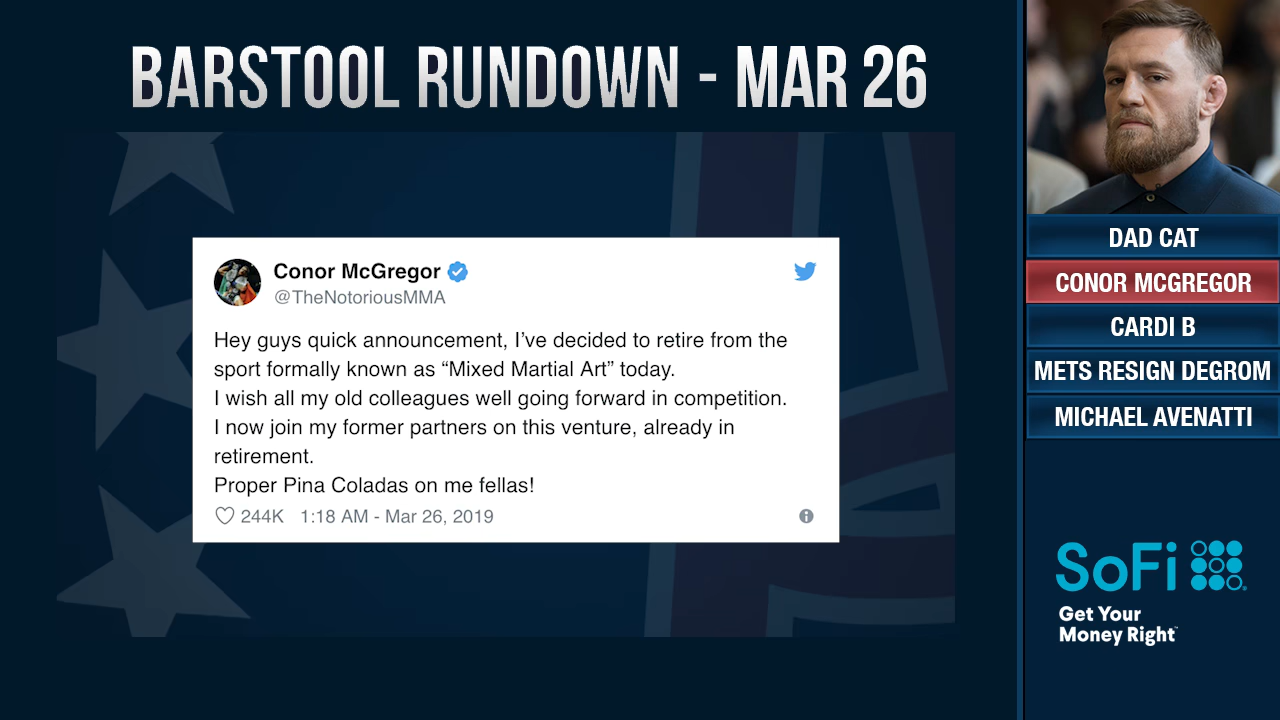 BARSTOOL RUNDOWN - MAR 26
Conor McGregor
@TheNotoriousMMA
Hey guys quick announcement, I’ve decided to retire from the
sport formally known as “Mixed Martial Art” today.
I wish all my old colleagues well going forward in competition.
I now join my former partners on this venture, already in
retirement.
Proper Pina Coladas on me fellas!
244K 1:18 AM - Mar 26, 2019
DAD CAT
CONOR MCGREGOR
CARDI B
METS RESIGN DEGROM
MICHAEL AVENATTI
SoFi
Get Your
Money Right™